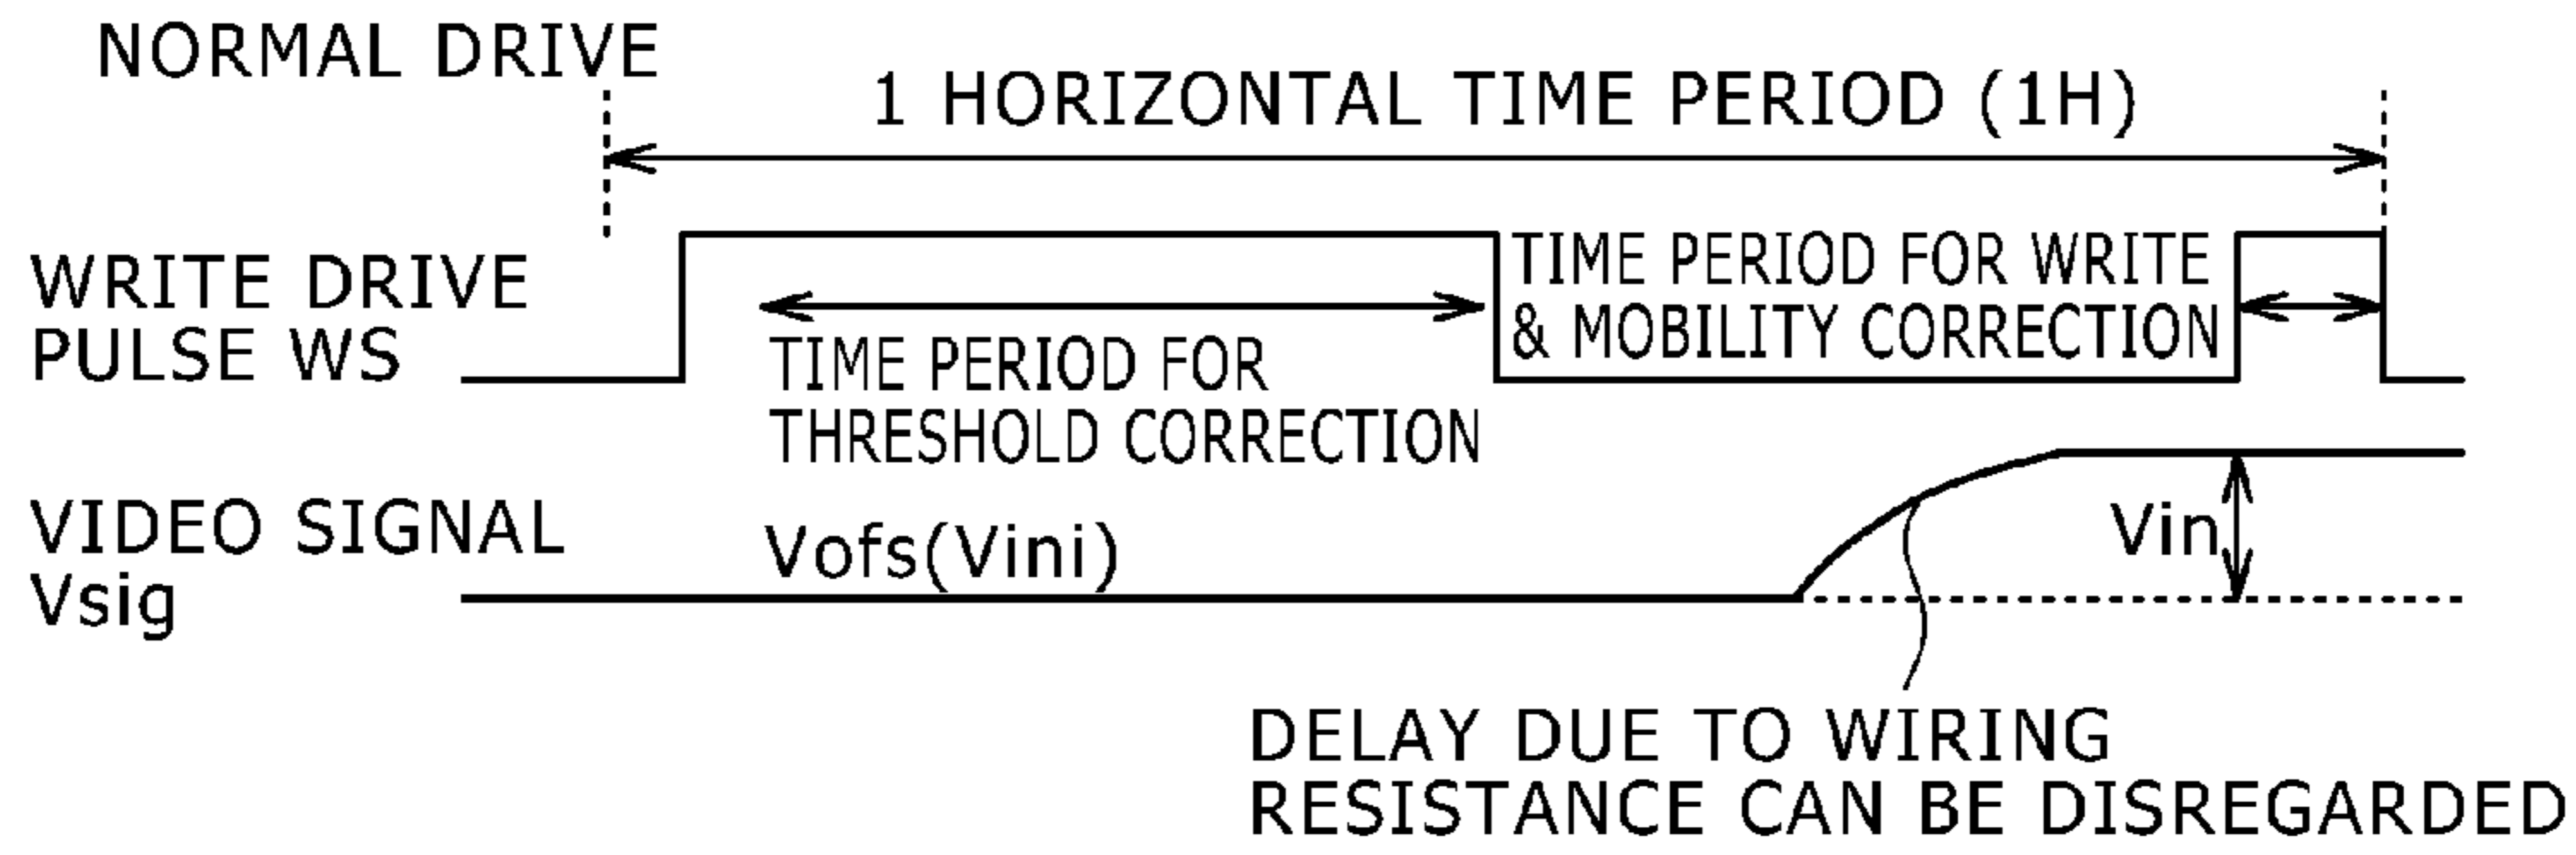 NORMAL DRIVE
1 HORIZONTAL TIME PERIOD (1H)
WRITE DRIVE
PULSE WS
TIME PERIOD FOR WRITE
& MOBILITY CORRECTION
TIME PERIOD FOR
THRESHOLD CORRECTION
VIDEO SIGNAL
Vsig
Vofs(Vini)
Vin
DELAY DUE TO WIRING
RESISTANCE CAN BE DISREGARDED